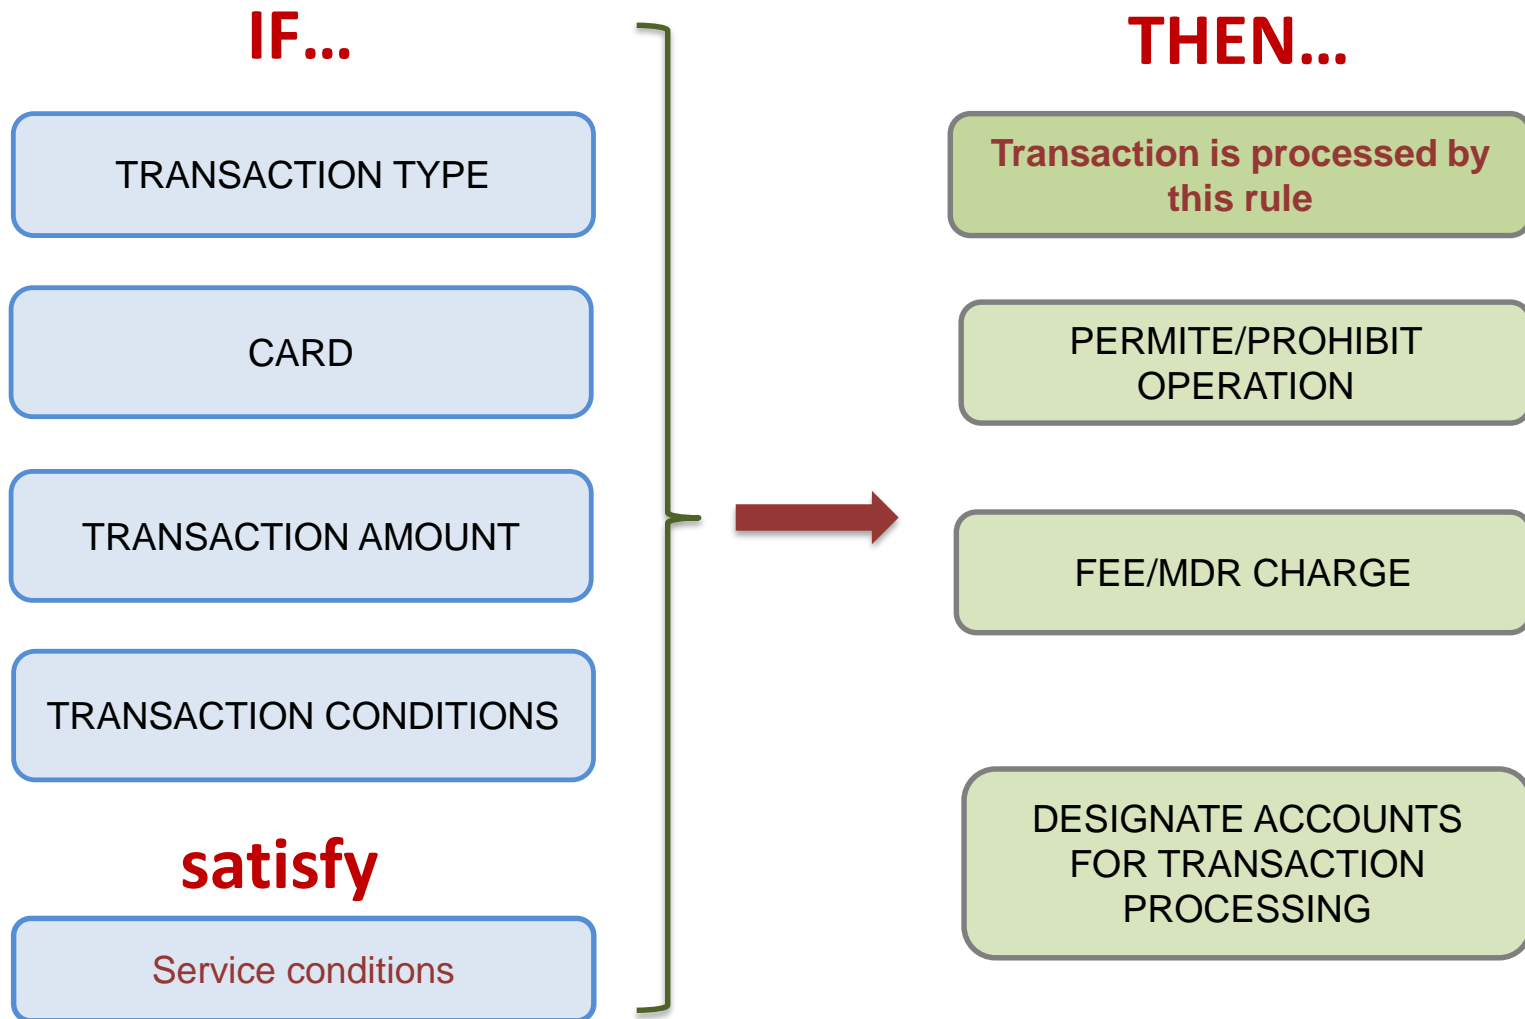 IF...
TRANSACTION TYPE
CARD
TRANSACTION AMOUNT
TRANSACTION CONDITIONS
satisfy
Service conditions
THEN...
Transaction is processed by
this rule
PERMITE/PROHIBIT
OPERATION
FEE/MDR CHARGE
DESIGNATE ACCOUNTS
FOR TRANSACTION
PROCESSING